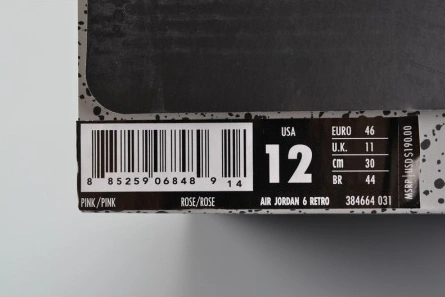 USA
12
EURO 46
U.K. 11
CM 30
BR 44
MSRP USD$190.00
8 85259 06848 9 14
PINK/PINK ROSE/ROSE AIR JORDAN 6 RETRO 384664 031